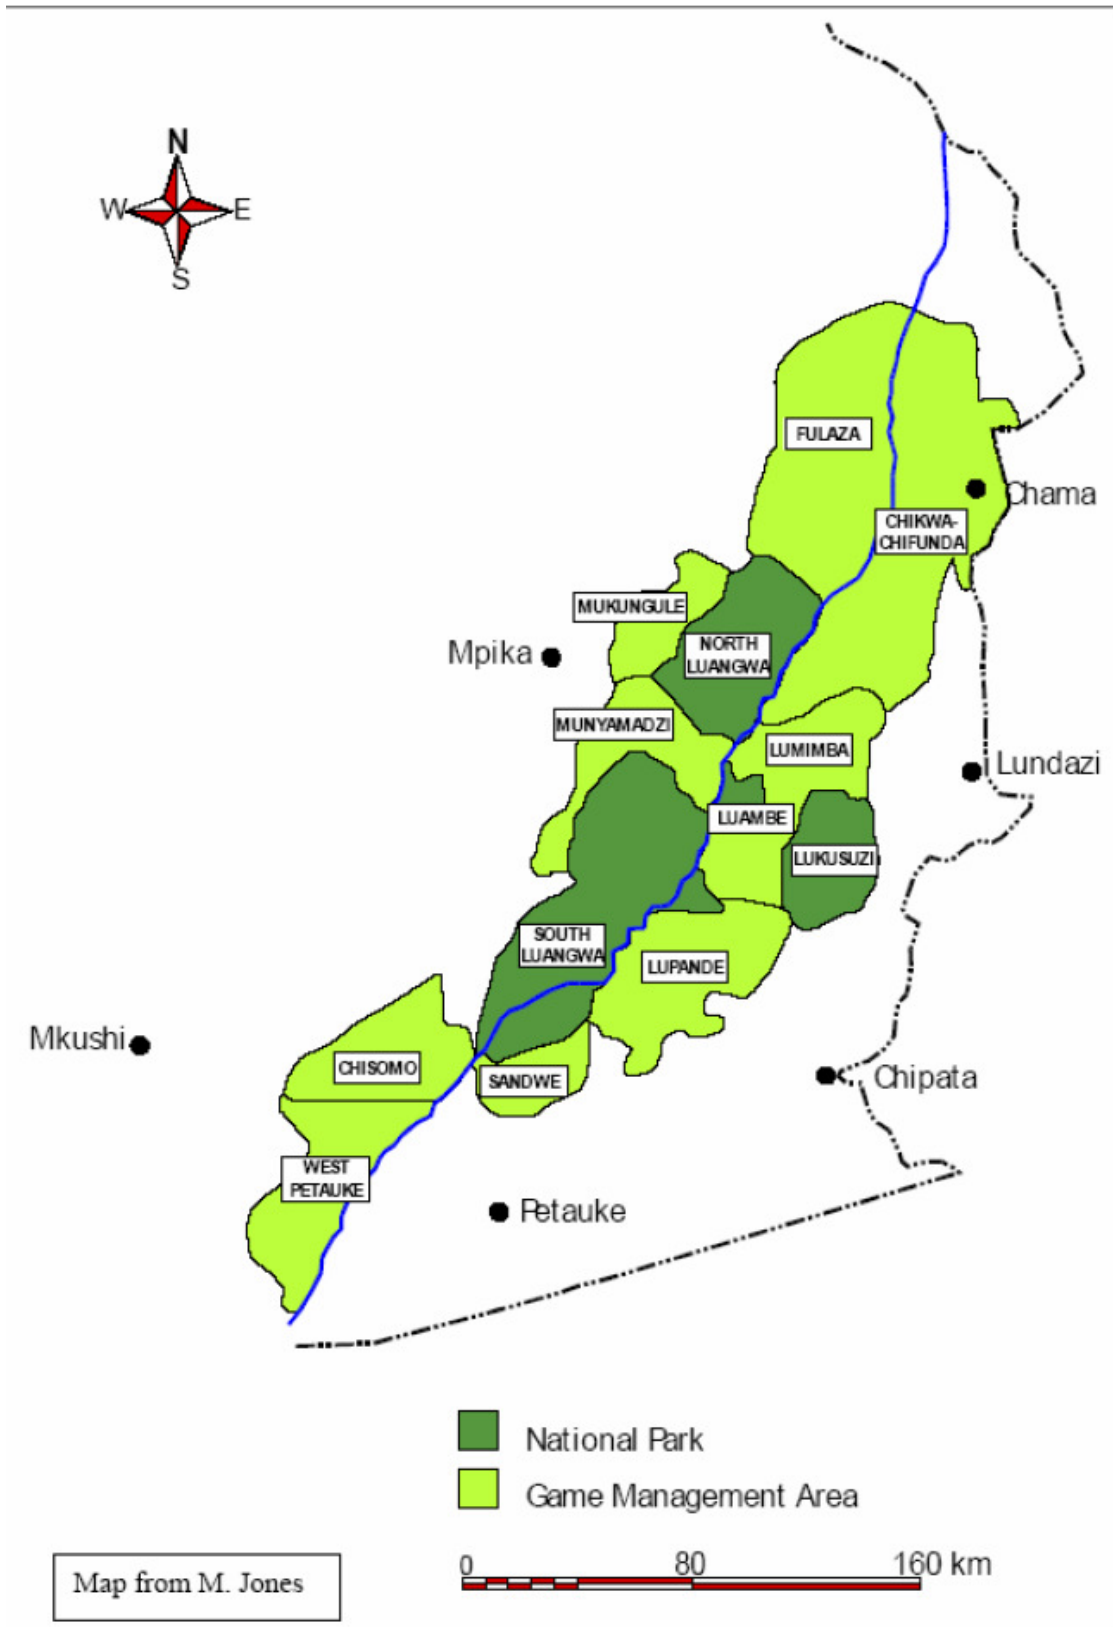 N
W
E
S
FULAZA
Chama
CHIKWA-
CHIFUNDA
MUKUNGULE
Mpika
NORTH
LUANGWA
MUNYAMADZI
LUMIMBA
Lundazi
LUAMBE
LUKUSUZI
SOUTH
LUANGWA
LUPANDE
Mkushi
CHISOMO
SANDWE
Chipata
WEST
PETAUKE
Petauke
National Park
Game Management Area
0 80 160 km
Map from M. Jones